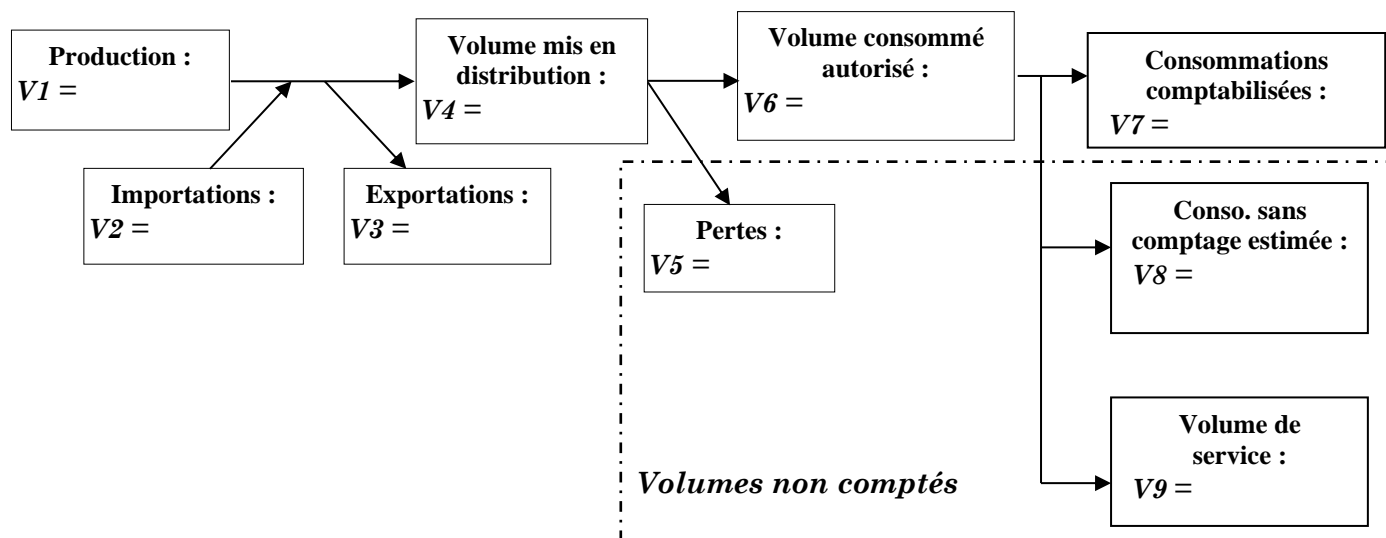 Production :
V1 =
Volume mis en
distribution :
V4 =
Volume consommé
autorisé :
V6 =
Consommations
comptabilisées :
V7 =
Importations :
V2 =
Exportations :
V3 =
Pertes :
V5 =
Conso. sans
comptage estimée :
V8 =
Volume de
service :
V9 =
Volumes non comptés